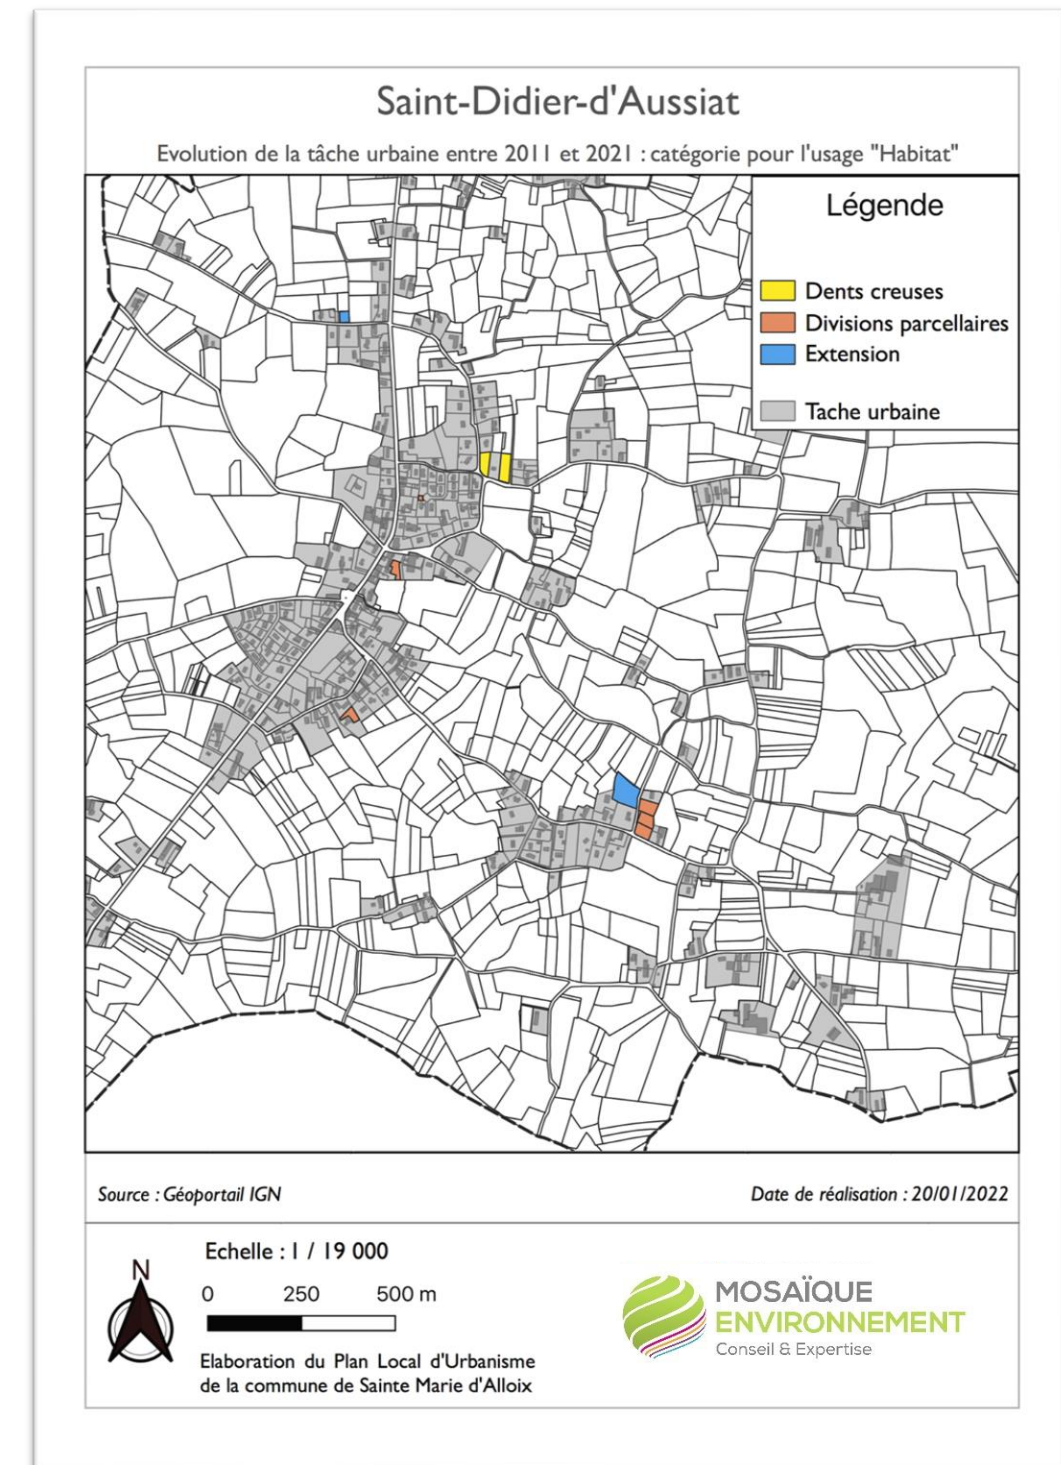 Saint-Didier-d'Aussiat
Evolution de la tâche urbaine entre 2011 et 2021 : catégorie pour l'usage "Habitat"
Légende
Dents creuses
Divisions parcellaires
Extension
Tache urbaine
Source : Géoportail IGN
Date de réalisation : 20/01/2022
Echelle : 1 / 19 000
N
0 250 500 m
Elaboration du Plan Local d'Urbanisme
de la commune de Sainte Marie d'Alloix
MOSAÏQUE
ENVIRONNEMENT
Conseil & Expertise